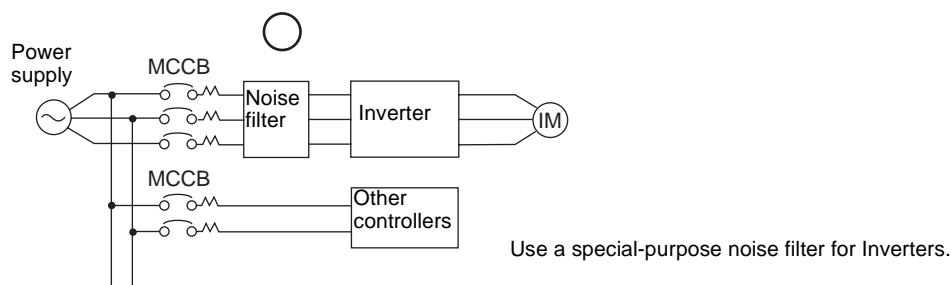 Power
supply
MCCB
Noise
filter
Inverter
IM
MCCB
Other
controllers
Use a special-purpose noise filter for Inverters.